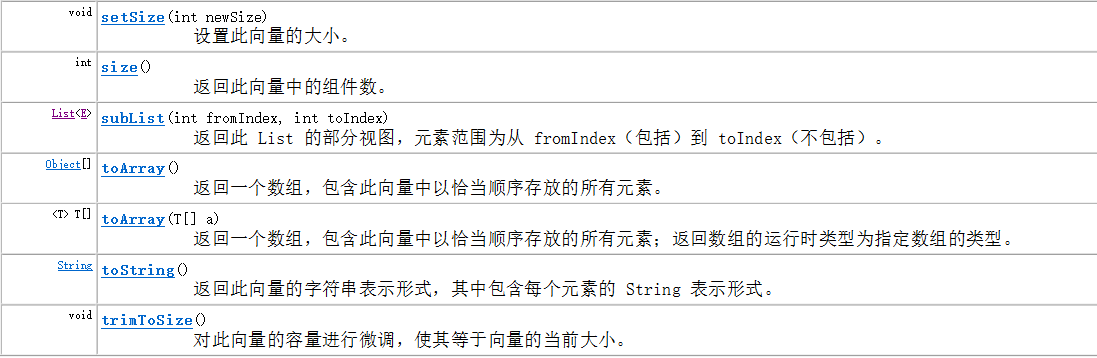 void setSize(int newSize)
设置此向量的大小。
int size()
返回此向量中的组件数。
List<E> subList(int fromIndex, int toIndex)
返回此 List 的部分视图，元素范围为从 fromIndex（包括）到 toIndex（不包括）。
Object[] toArray()
返回一个数组，包含此向量中以恰当顺序存放的所有元素。
<T> T[] toArray(T[] a)
返回一个数组，包含此向量中以恰当顺序存放的所有元素；返回数组的运行时类型为指定数组的类型。
String toString()
返回此向量的字符串表示形式，其中包含每个元素的 String 表示形式。
void trimToSize()
对此向量的容量进行微调，使其等于向量的当前大小。